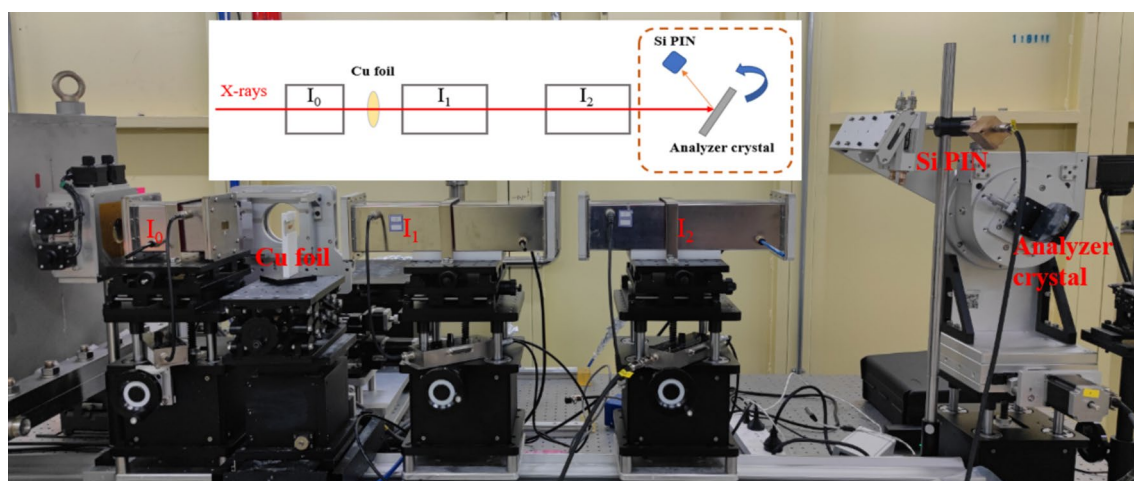 Si PIN
Cu foil
X-rays
I₀
I₁
I₂
Analyzer crystal
I₀
Cu foil
I₁
I₂
Si PIN
Analyzer
crystal